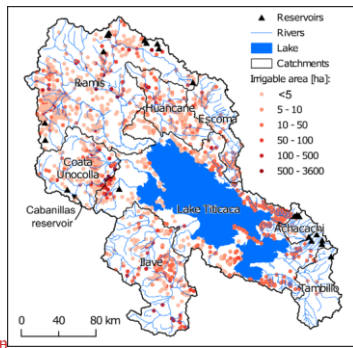 Reservoirs
Rivers
Lake
Catchments
Irrigable area [ha]:
<5
5 - 10
10 - 50
50 - 100
100 - 500
500 - 3600
Ramis
Huancane
Escoma
Coata
Unocolla
Cabanillas
reservoir
Lake Titicaca
Achacachi
Ilave
Tambillo
0 40 80 km